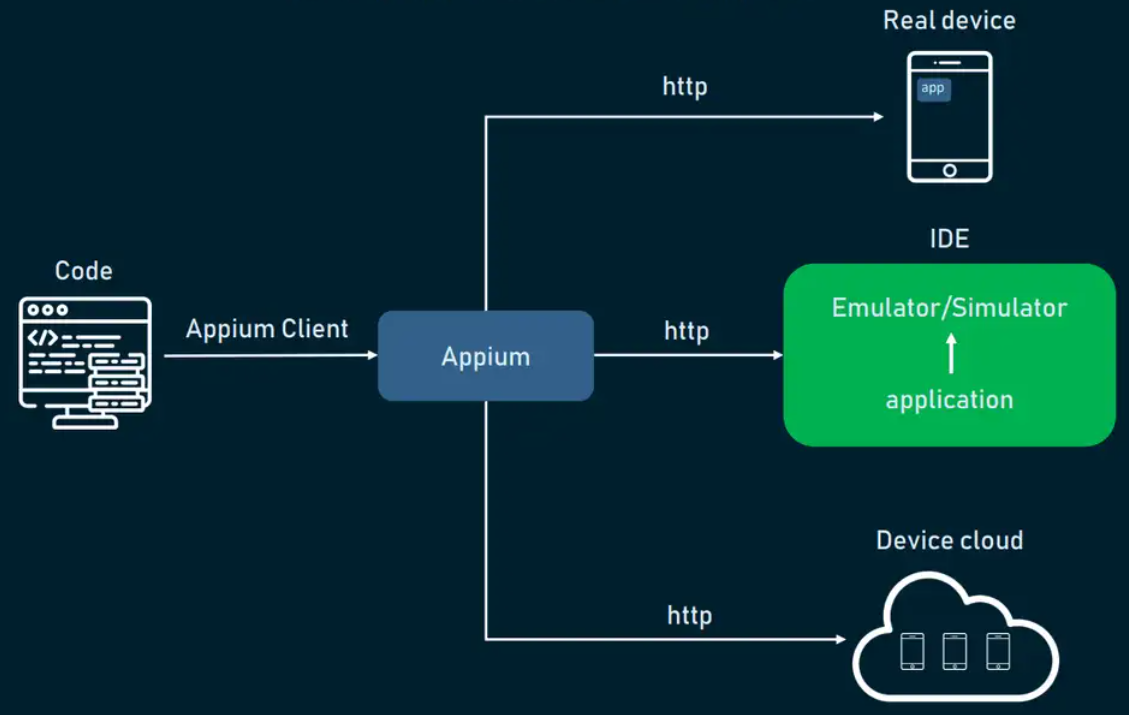 Real device
http
app
IDE
Code
Emulator/Simulator
Appium Client
Appium
http
application
Device cloud
http